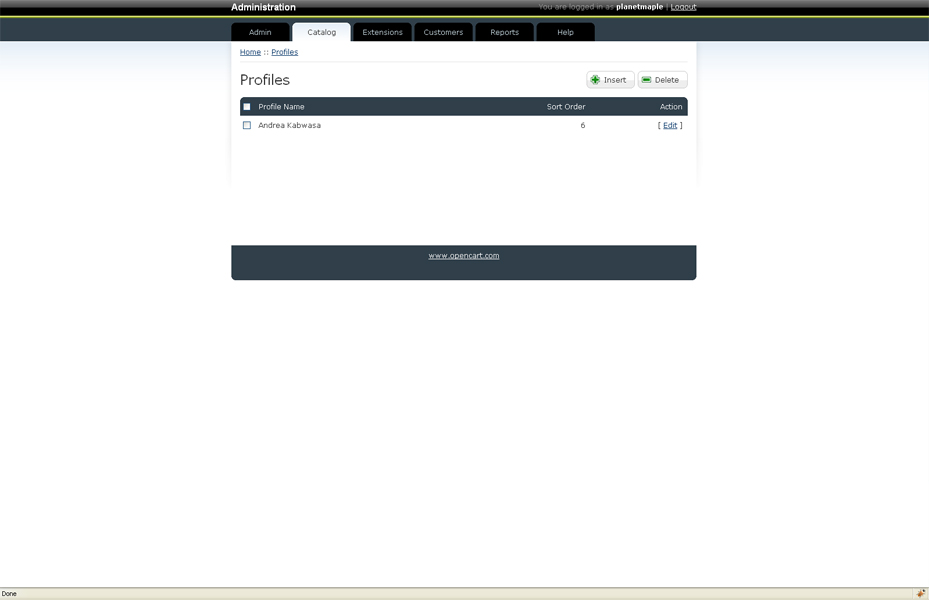 Administration
You are logged in as planetmaple | Logout
Admin Catalog Extensions Customers Reports Help
Home :: Profiles
Profiles
Insert Delete
Profile Name Sort Order Action
Andrea Kabwasa 6 [ Edit ]
www.opencart.com
Done